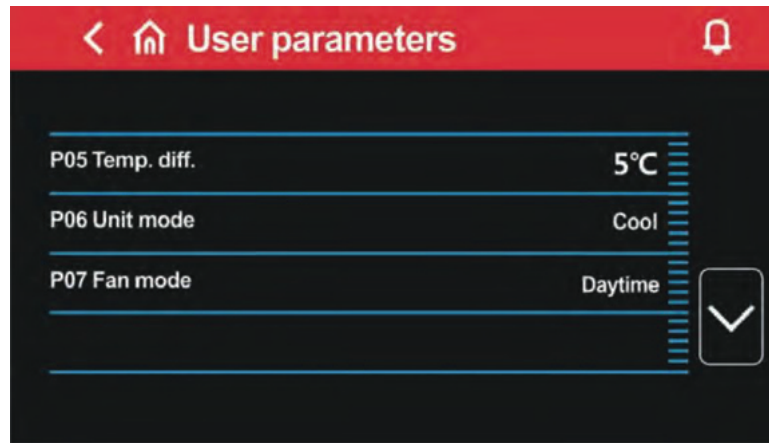 User parameters
P05 Temp. diff. 5°C
P06 Unit mode Cool
P07 Fan mode Daytime